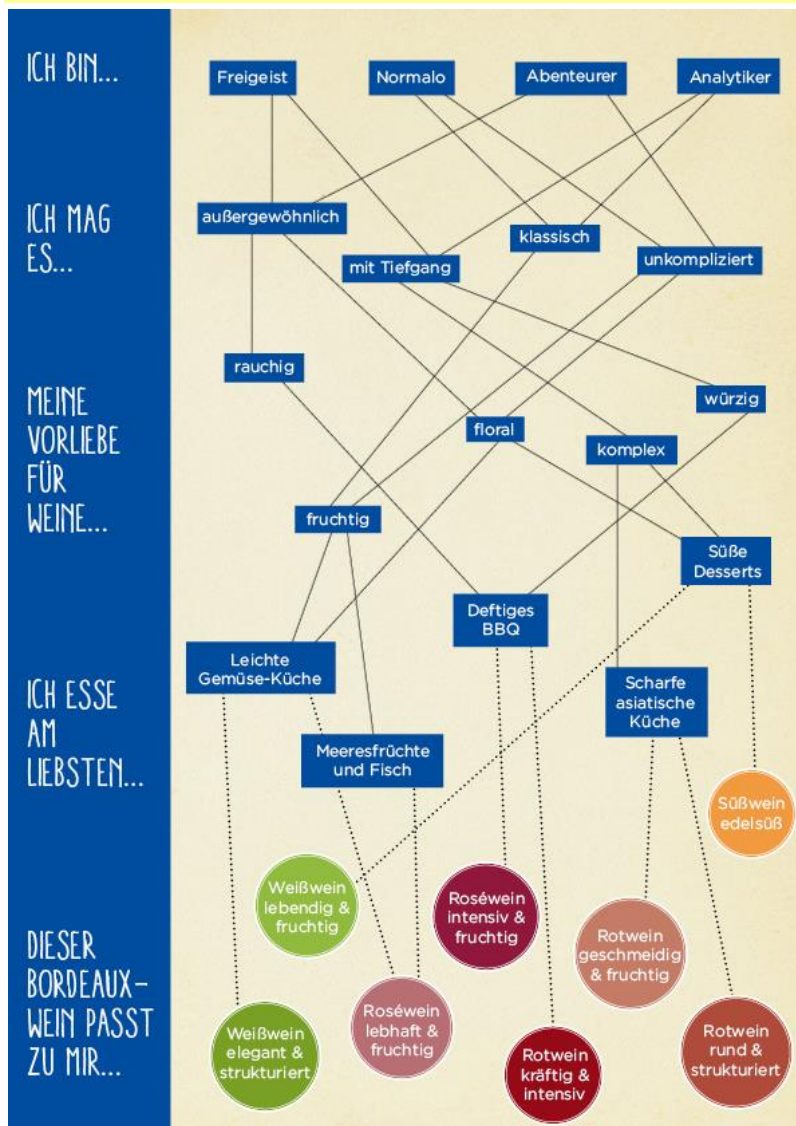 ICH BIN...
Freigeist
Normalo
Abenteurer
Analytiker
ICH MAG
ES...
außergewöhnlich
klassisch
mit Tiefgang
unkompliziert
MEINE
VORLIEBE
FÜR
WEINE...
rauchig
würzig
floral
komplex
fruchtig
ICH ESSE
AM
LIEBSTEN...
Süße
Desserts
Deftiges
BBQ
Leichte
Gemüse-Küche
Scharfe
asiatische
Küche
Meeresfrüchte
und Fisch
DIESER
BORDEAUX-
WEIN PASST
ZU MIR...
Süßwein
edelsüß
Weißwein
lebendig &
fruchtig
Roséwein
intensiv &
fruchtig
Rotwein
geschmeidig
& fruchtig
Weißwein
elegant &
strukturiert
Roséwein
lebhaft &
fruchtig
Rotwein
kräftig &
intensiv
Rotwein
rund &
strukturiert